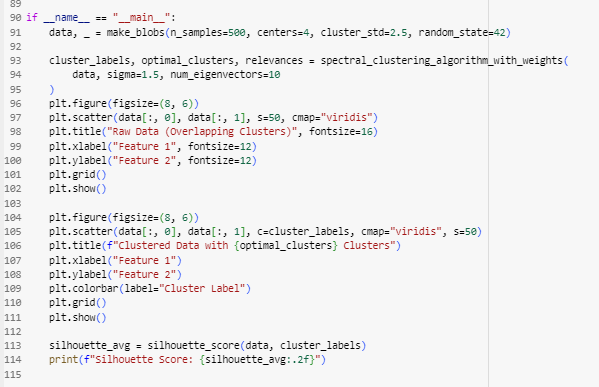 89
90 if __name__ == "__main__":
91     data, _ = make_blobs(n_samples=500, centers=4, cluster_std=2.5, random_state=42)
92
93     cluster_labels, optimal_clusters, relevances = spectral_clustering_algorithm_with_weights(
94         data, sigma=1.5, num_eigenvectors=10
95     )
96     plt.figure(figsize=(8, 6))
97     plt.scatter(data[:, 0], data[:, 1], s=50, cmap="viridis")
98     plt.title("Raw Data (Overlapping Clusters)", fontsize=16)
99     plt.xlabel("Feature 1", fontsize=12)
100     plt.ylabel("Feature 2", fontsize=12)
101     plt.grid()
102     plt.show()
103
104     plt.figure(figsize=(8, 6))
105     plt.scatter(data[:, 0], data[:, 1], c=cluster_labels, cmap="viridis", s=50)
106     plt.title(f"Clustered Data with {optimal_clusters} Clusters")
107     plt.xlabel("Feature 1")
108     plt.ylabel("Feature 2")
109     plt.colorbar(label="Cluster Label")
110     plt.grid()
111     plt.show()
112
113     silhouette_avg = silhouette_score(data, cluster_labels)
114     print(f"Silhouette Score: {silhouette_avg:.2f}")
115